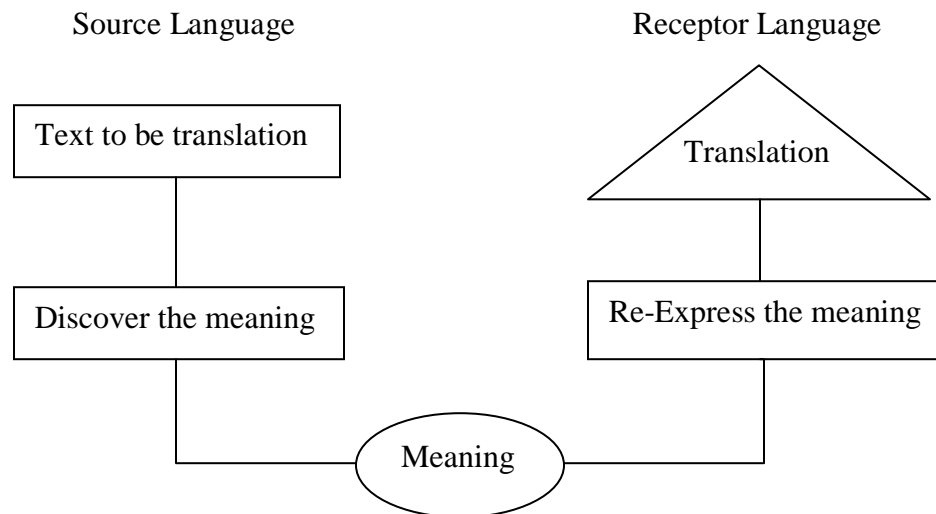 Source Language
Receptor Language
Text to be translation
Translation
Discover the meaning
Re-Express the meaning
Meaning